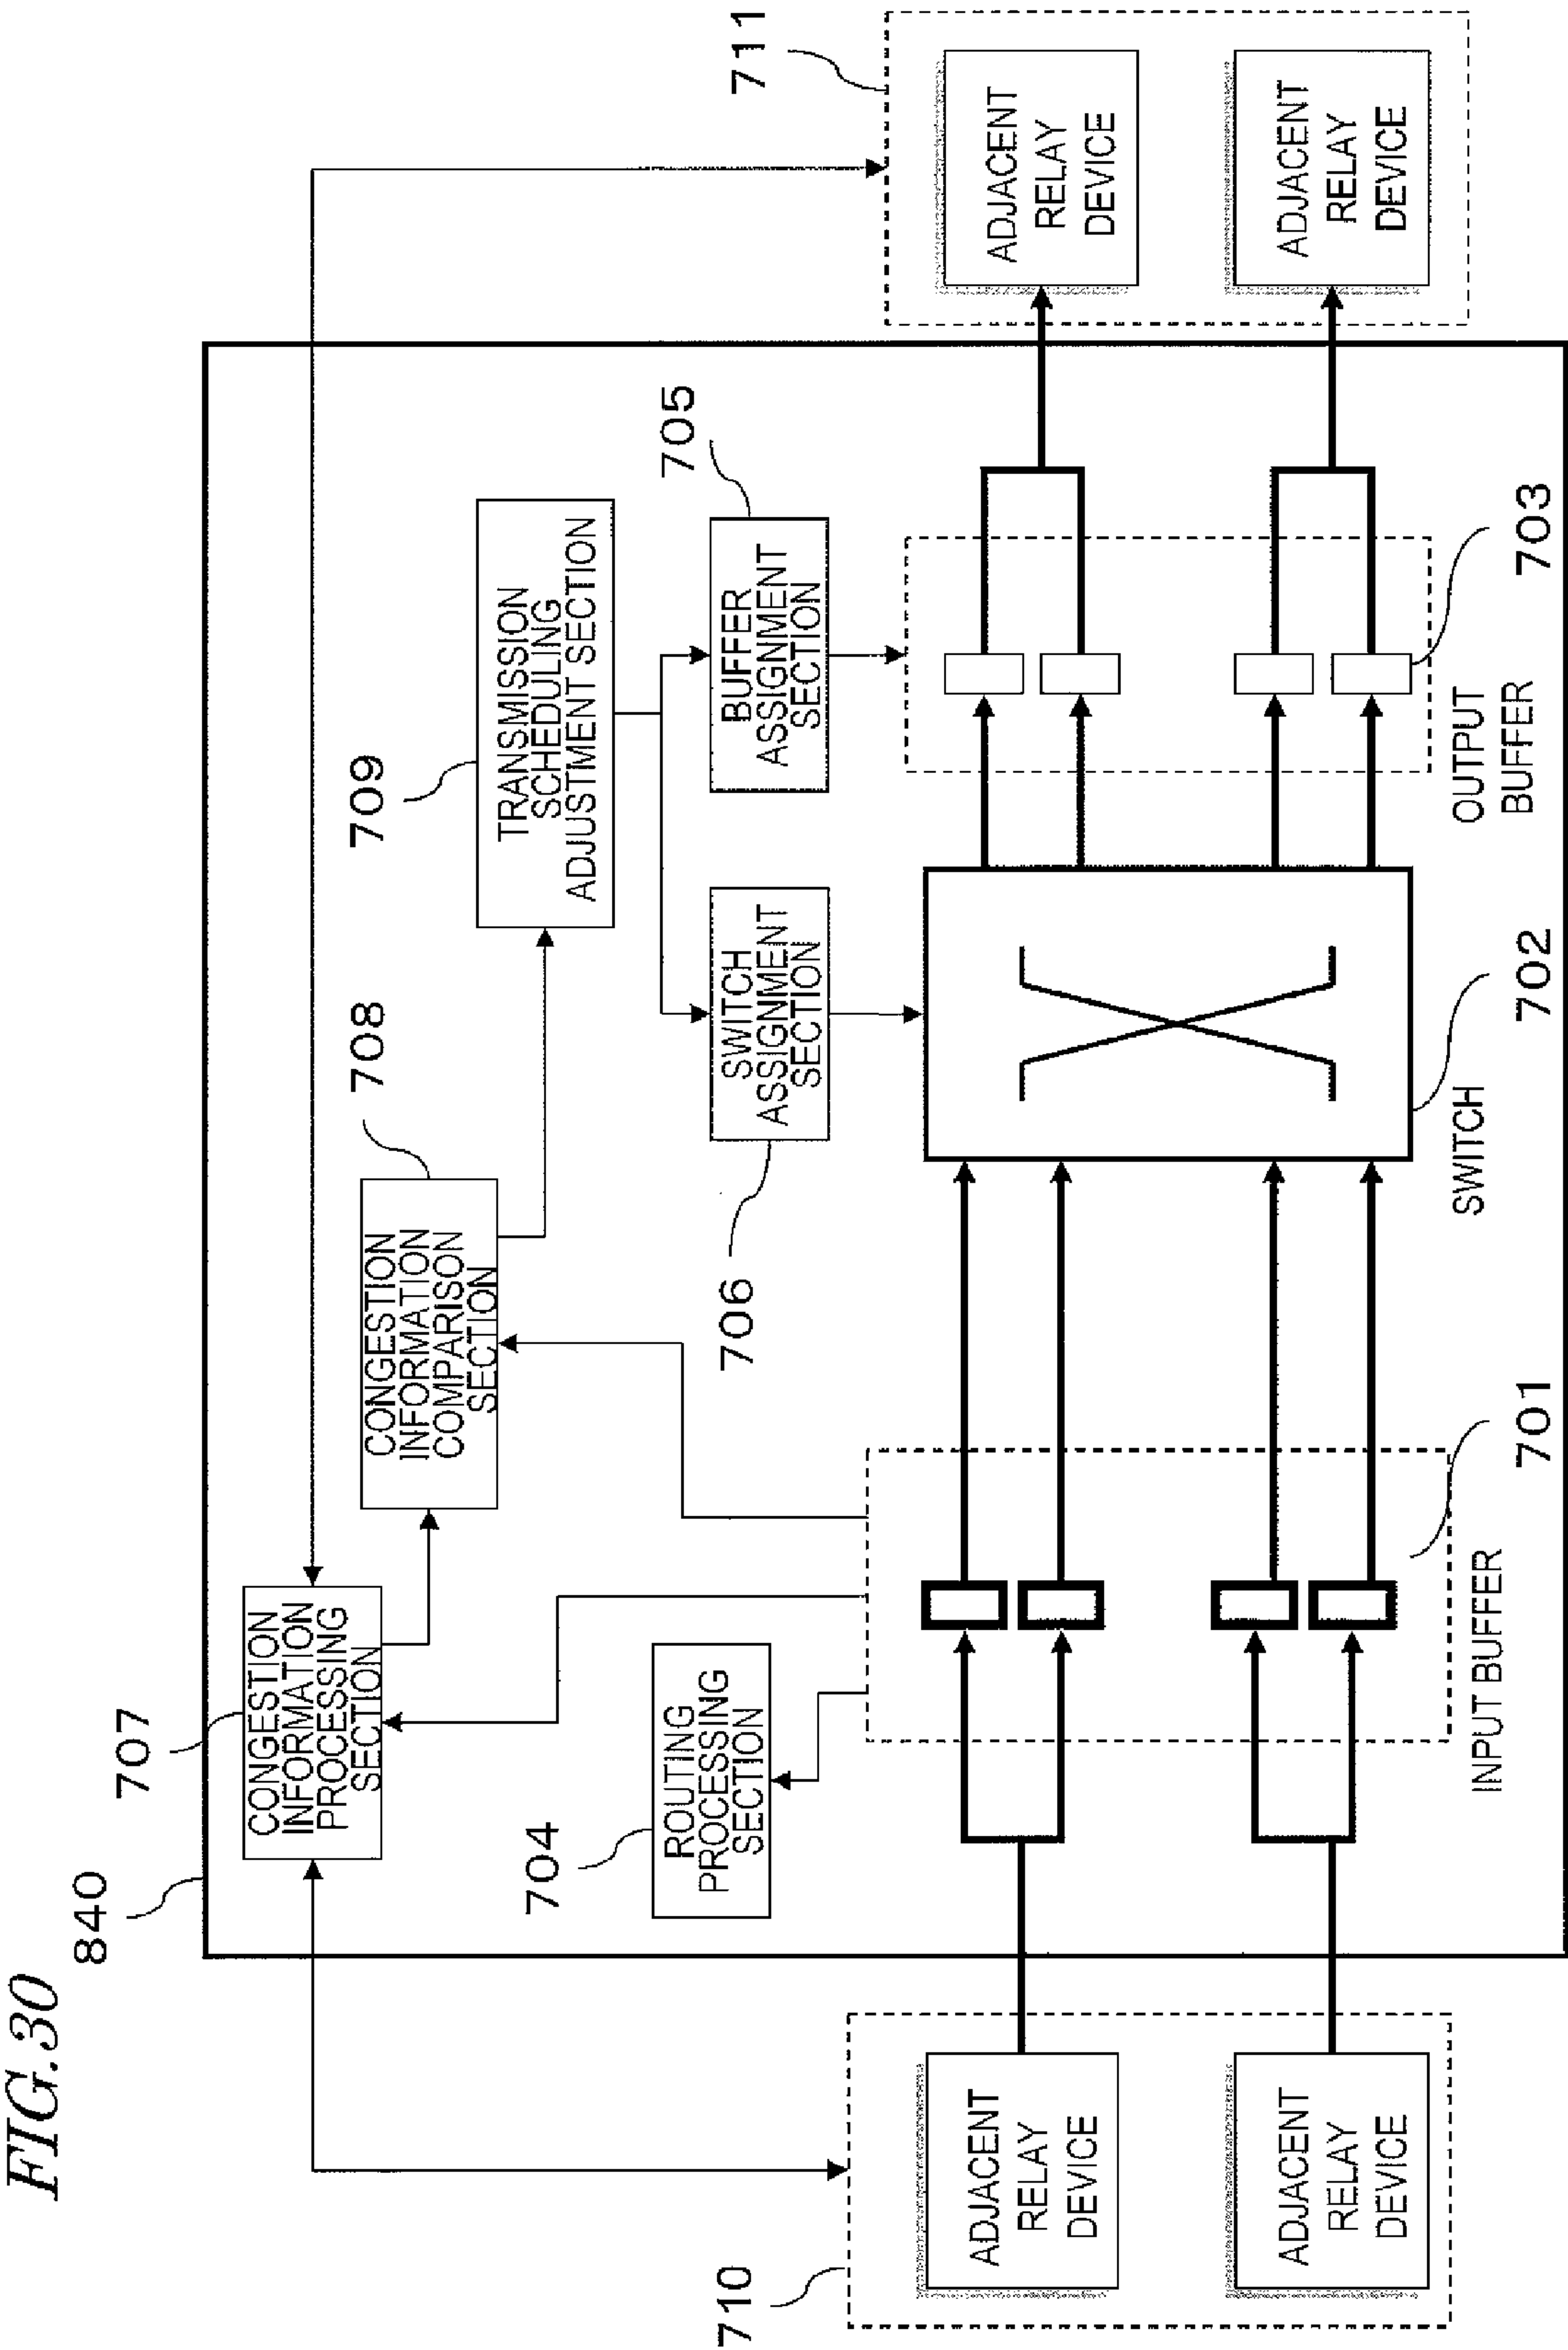 FIG.30
840
707
CONGESTION
INFORMATION
PROCESSING
SECTION
708
CONGESTION
INFORMATION
COMPARISON
SECTION
709
TRANSMISSION
SCHEDULING
ADJUSTMENT SECTION
704
ROUTING
PROCESSING
SECTION
706
SWITCH
ASSIGNMENT
SECTION
705
BUFFER
ASSIGNMENT
SECTION
710
ADJACENT
RELAY
DEVICE
ADJACENT
RELAY
DEVICE
INPUT BUFFER
701
SWITCH
702
OUTPUT
BUFFER
703
711
ADJACENT
RELAY
DEVICE
ADJACENT
RELAY
DEVICE